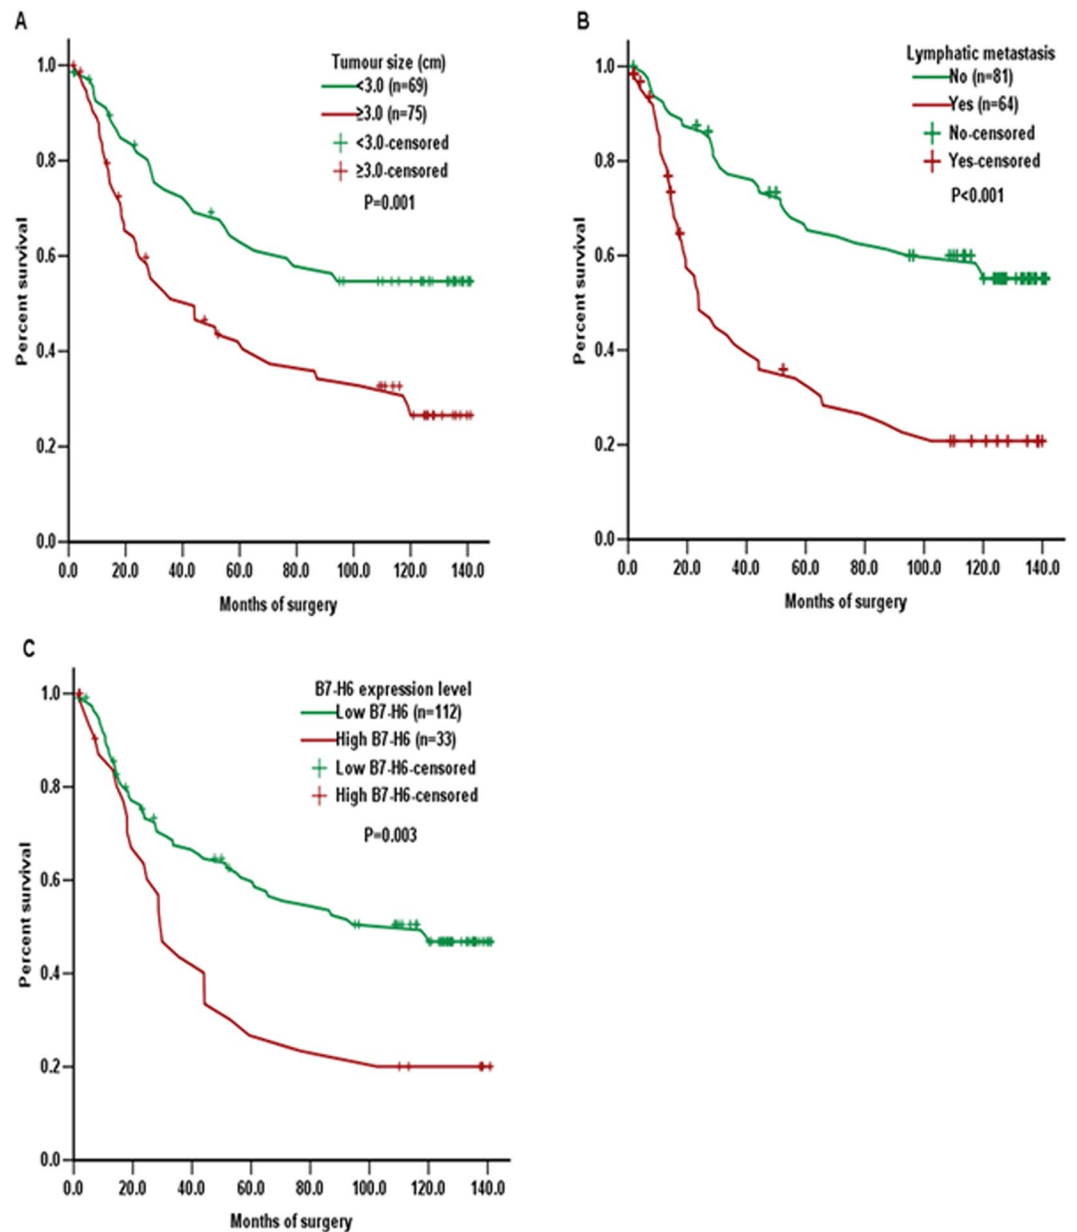 A
Tumour size (cm)
<3.0 (n=69)
≥3.0 (n=75)
<3.0-censored
≥3.0-censored
P=0.001
Percent survival
1.0
0.8
0.6
0.4
0.2
0.0
0.0 20.0 40.0 60.0 80.0 100.0 120.0 140.0
Months of surgery
B
Lymphatic metastasis
No (n=81)
Yes (n=64)
No-censored
Yes-censored
P<0.001
Percent survival
1.0
0.8
0.6
0.4
0.2
0.0
0.0 20.0 40.0 60.0 80.0 100.0 120.0 140.0
Months of surgery
C
B7-H6 expression level
Low B7-H6 (n=112)
High B7-H6 (n=33)
Low B7-H6-censored
High B7-H6-censored
P=0.003
Percent survival
1.0
0.8
0.6
0.4
0.2
0.0
0.0 20.0 40.0 60.0 80.0 100.0 120.0 140.0
Months of surgery